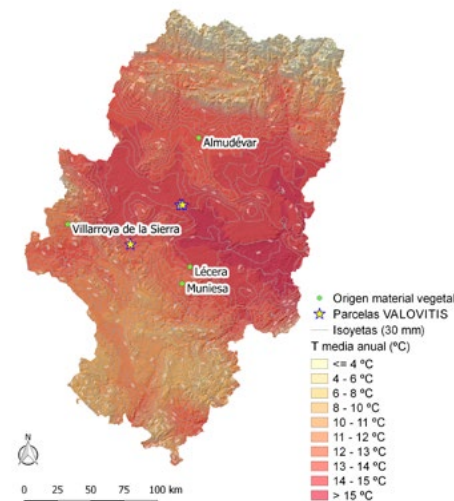 Almudévar
Villarroya de la Sierra
Lécera
Muniesa
Origen material vegetal
Parcelas VALOVITIS
Isoyetas (30 mm)
T media anual (ºC)
<= 4 ºC
4 - 6 ºC
6 - 8 ºC
8 - 10 ºC
10 - 11 ºC
11 - 12 ºC
12 - 13 ºC
13 - 14 ºC
14 - 15 ºC
> 15 ºC
N
0 25 50 100 km